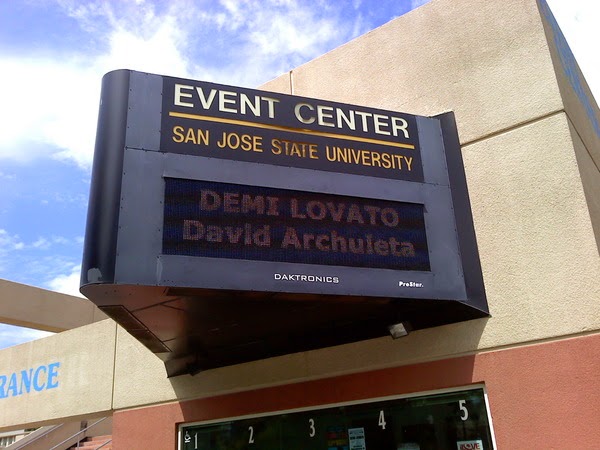 EVENT CENTER
SAN JOSE STATE UNIVERSITY
DEMI LOVATO
David Archuleta
DAKTRONICS
ProStar.
RANCE
1 2 3 4 5